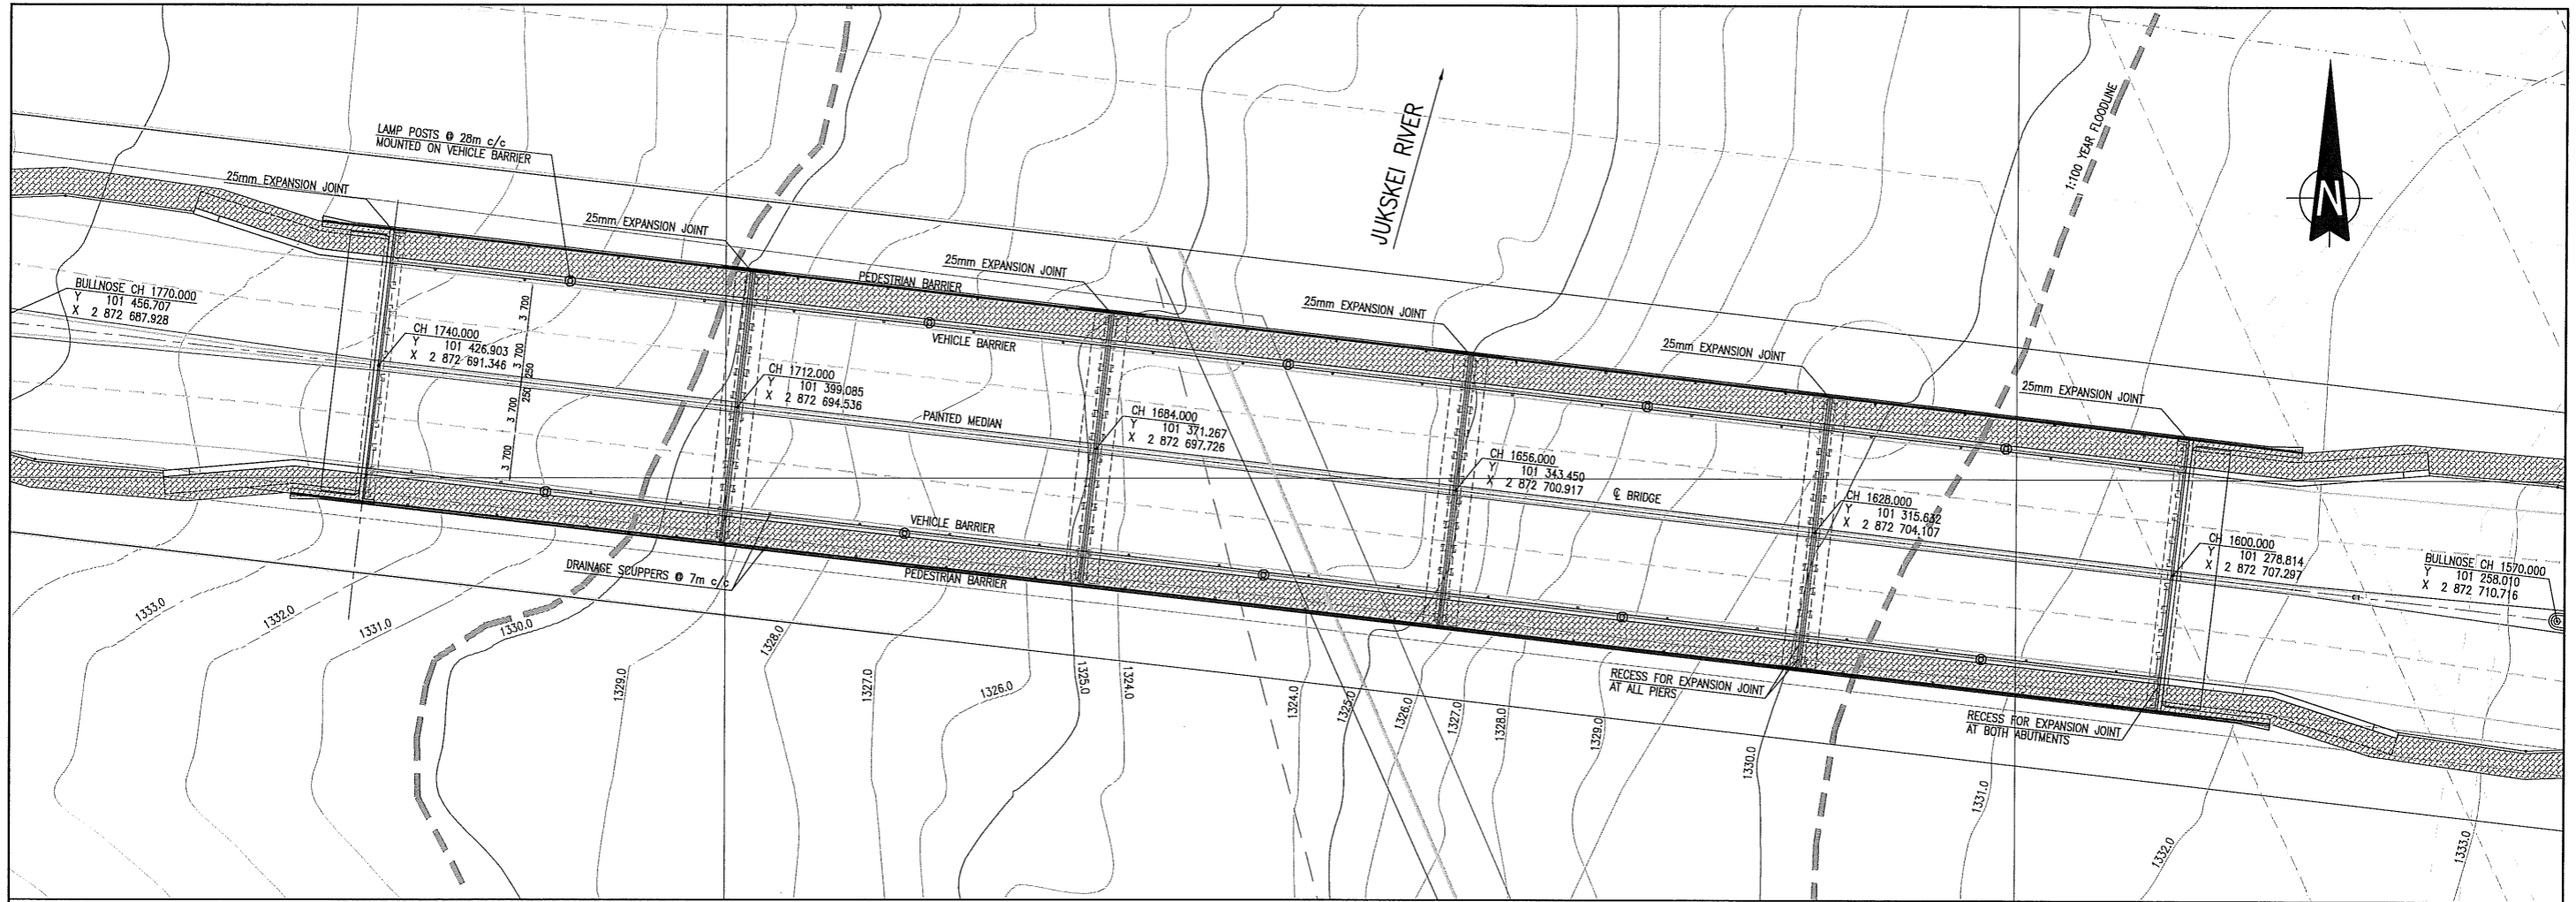 LAMP POSTS @ 28m c/c
MOUNTED ON VEHICLE BARRIER
25mm EXPANSION JOINT
25mm EXPANSION JOINT
25mm EXPANSION JOINT
25mm EXPANSION JOINT
25mm EXPANSION JOINT
25mm EXPANSION JOINT
JUKSKEI RIVER
1:100 YEAR FLOODLINE
N
BULLNOSE CH 1770.000
Y 101 456.707
X 2 872 687.928
CH 1740.000
Y 101 426.903
X 2 872 691.346
3 700
3 700
250
250
3 700
3 700
PEDESTRIAN BARRIER
VEHICLE BARRIER
CH 1712.000
Y 101 399.085
X 2 872 694.536
PAINTED MEDIAN
CH 1684.000
Y 101 371.267
X 2 872 697.726
CH 1656.000
Y 101 343.450
X 2 872 700.917
℄ BRIDGE
CH 1628.000
Y 101 315.632
X 2 872 704.107
CH 1600.000
Y 101 278.814
X 2 872 707.297
BULLNOSE CH 1570.000
Y 101 258.010
X 2 872 710.716
VEHICLE BARRIER
PEDESTRIAN BARRIER
DRAINAGE SCUPPERS @ 7m c/c
RECESS FOR EXPANSION JOINT
AT ALL PIERS
RECESS FOR EXPANSION JOINT
AT BOTH ABUTMENTS
1333.0
1332.0
1331.0
1330.0
1329.0
1328.0
1327.0
1326.0
1325.0
1324.0
1324.0
1325.0
1326.0
1327.0
1328.0
1329.0
1330.0
1331.0
1332.0
1333.0